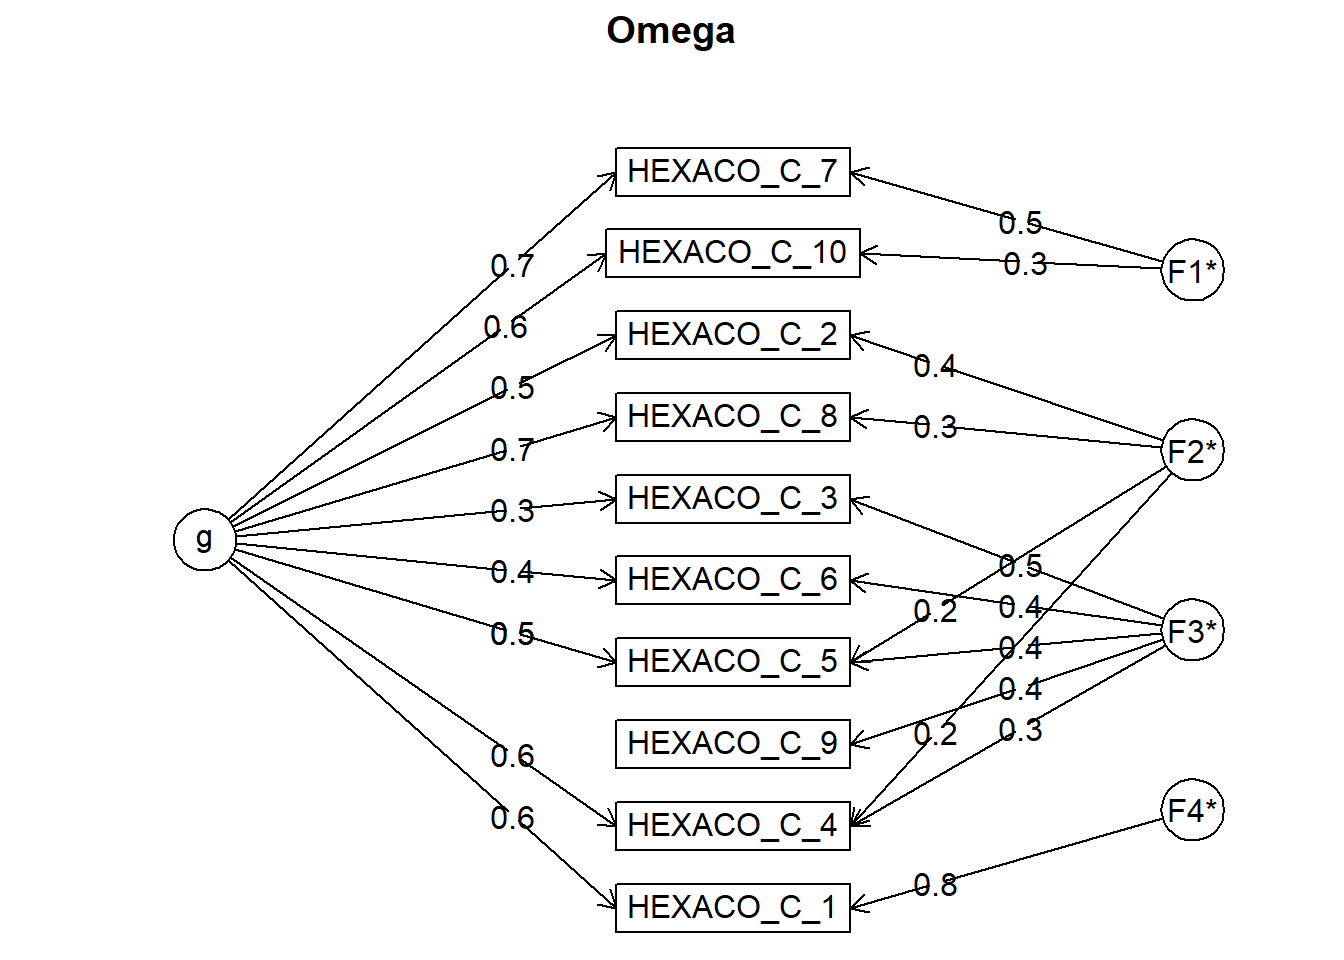 Omega
HEXACO_C_7
0.5
0.7
HEXACO_C_10
0.3
F1*
0.6
HEXACO_C_2
0.4
0.5
HEXACO_C_8
0.3
0.7
F2*
HEXACO_C_3
0.3
g
0.5
0.4
HEXACO_C_6
0.4
0.2
0.5
F3*
HEXACO_C_5
0.4
0.4
HEXACO_C_9
0.2
0.3
0.6
HEXACO_C_4
0.6
F4*
0.8
HEXACO_C_1